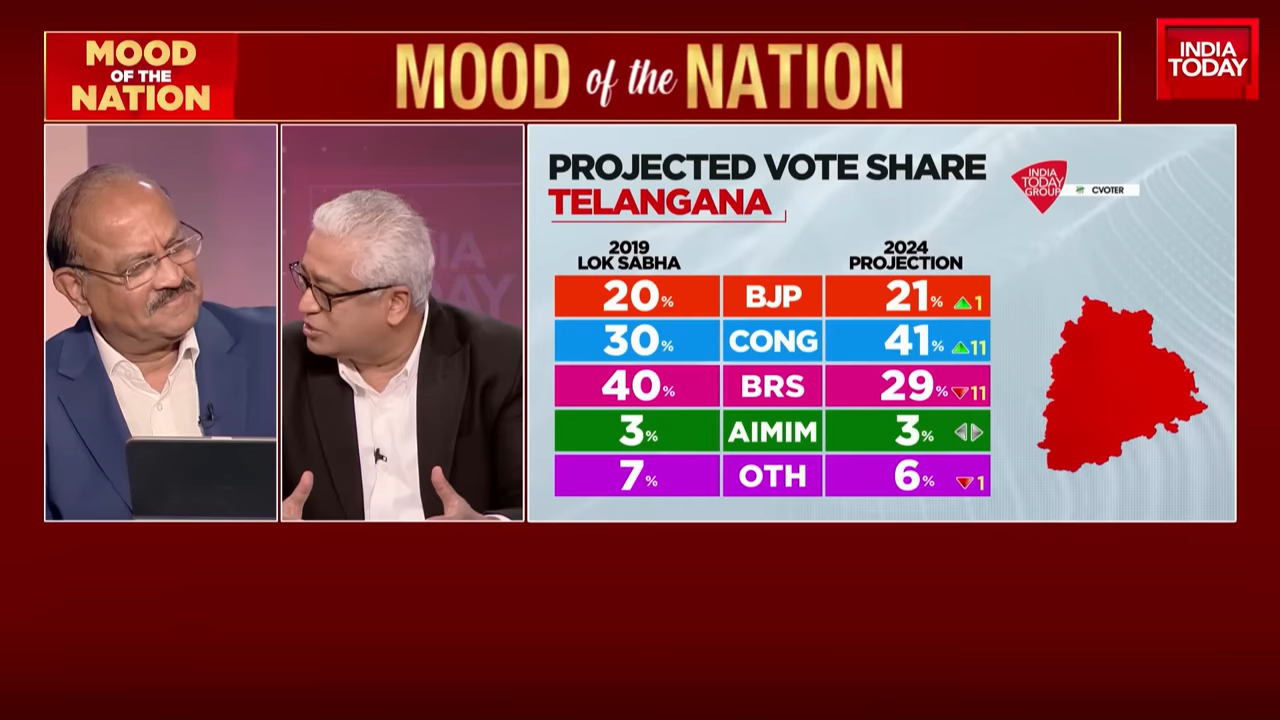 MOOD
OF THE
NATION
MOOD of the NATION
INDIA
TODAY
PROJECTED VOTE SHARE
TELANGANA
INDIA
TODAY
GROUP
CVOTER
2019
LOK SABHA
2024
PROJECTION
20% BJP 21% 1
30% CONG 41% 11
40% BRS 29% 11
3% AIMIM 3%
7% OTH 6% 1